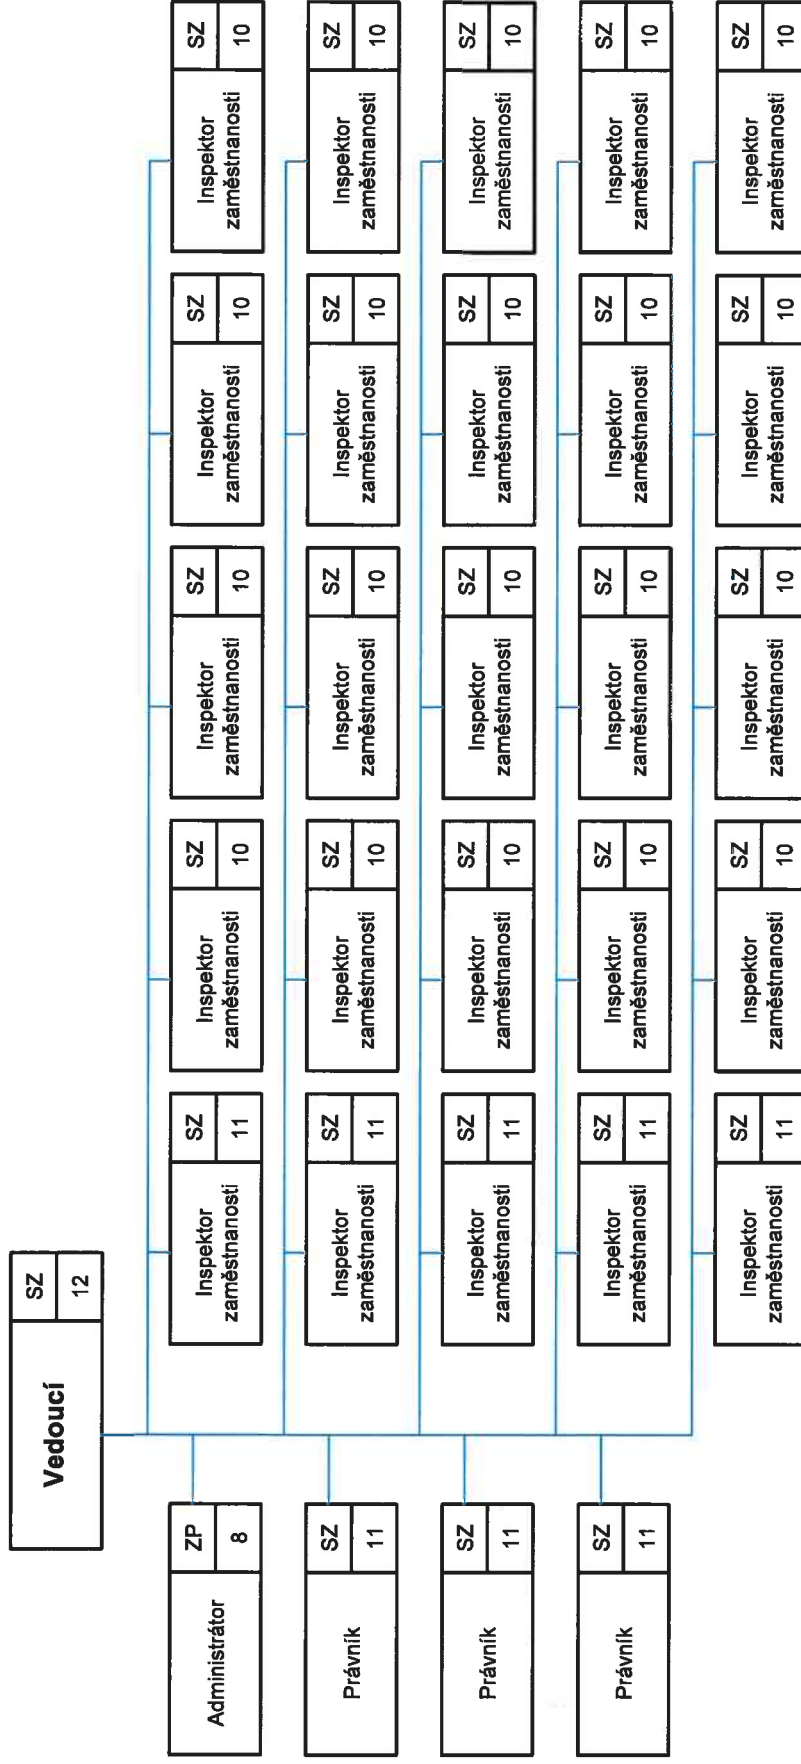 Vedoucí
SZ
12
Administrátor
ZP
8
Inspektor
zaměstnanosti
SZ
11
Inspektor
zaměstnanosti
SZ
10
Inspektor
zaměstnanosti
SZ
10
Inspektor
zaměstnanosti
SZ
10
Inspektor
zaměstnanosti
SZ
10
Právník
SZ
11
Inspektor
zaměstnanosti
SZ
11
Inspektor
zaměstnanosti
SZ
10
Inspektor
zaměstnanosti
SZ
10
Inspektor
zaměstnanosti
SZ
10
Inspektor
zaměstnanosti
SZ
10
Právník
SZ
11
Inspektor
zaměstnanosti
SZ
11
Inspektor
zaměstnanosti
SZ
10
Inspektor
zaměstnanosti
SZ
10
Inspektor
zaměstnanosti
SZ
10
Inspektor
zaměstnanosti
SZ
10
Právník
SZ
11
Inspektor
zaměstnanosti
SZ
11
Inspektor
zaměstnanosti
SZ
10
Inspektor
zaměstnanosti
SZ
10
Inspektor
zaměstnanosti
SZ
10
Inspektor
zaměstnanosti
SZ
10
Inspektor
zaměstnanosti
SZ
11
Inspektor
zaměstnanosti
SZ
10
Inspektor
zaměstnanosti
SZ
10
Inspektor
zaměstnanosti
SZ
10
Inspektor
zaměstnanosti
SZ
10